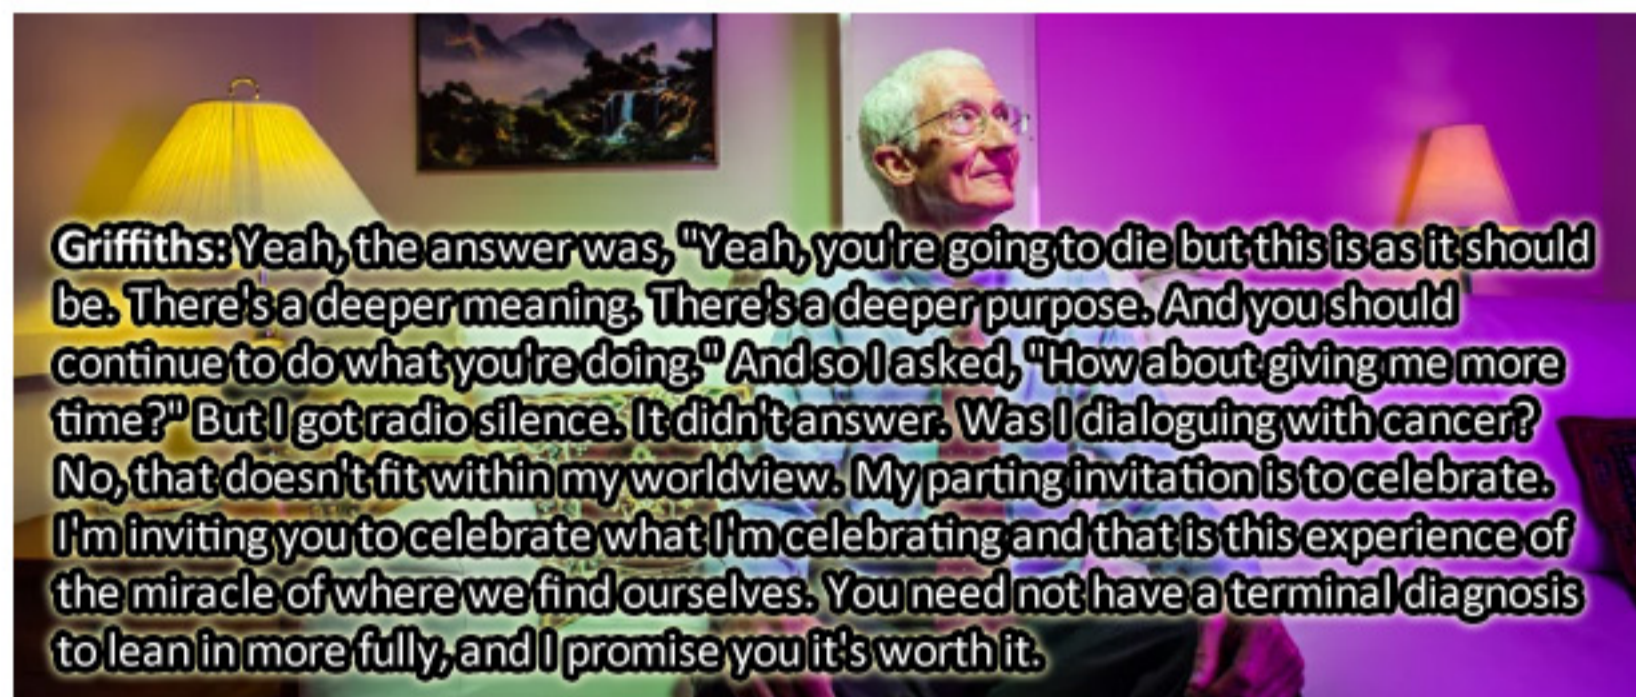 Griffiths: Yeah, the answer was, "Yeah, you're going to die but this is as it should
be. There's a deeper meaning. There's a deeper purpose. And you should
continue to do what you're doing." And so I asked, "How about giving me more
time?" But I got radio silence. It didn't answer. Was I dialoguing with cancer?
No, that doesn't fit within my worldview. My parting invitation is to celebrate.
I'm inviting you to celebrate what I'm celebrating and that is this experience of
the miracle of where we find ourselves. You need not have a terminal diagnosis
to lean in more fully, and I promise you it's worth it.